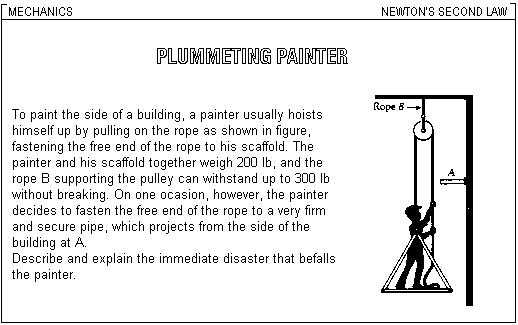 MECHANICS
NEWTON'S SECOND LAW
PLUMMETING PAINTER
To paint the side of a building, a painter usually hoists
himself up by pulling on the rope as shown in figure,
fastening the free end of the rope to his scaffold. The
painter and his scaffold together weigh 200 lb, and the
rope B supporting the pulley can withstand up to 300 lb
without breaking. On one ocasion, however, the painter
decides to fasten the free end of the rope to a very firm
and secure pipe, which projects from the side of the
building at A.
Describe and explain the immediate disaster that befalls
the painter.
Rope B
A